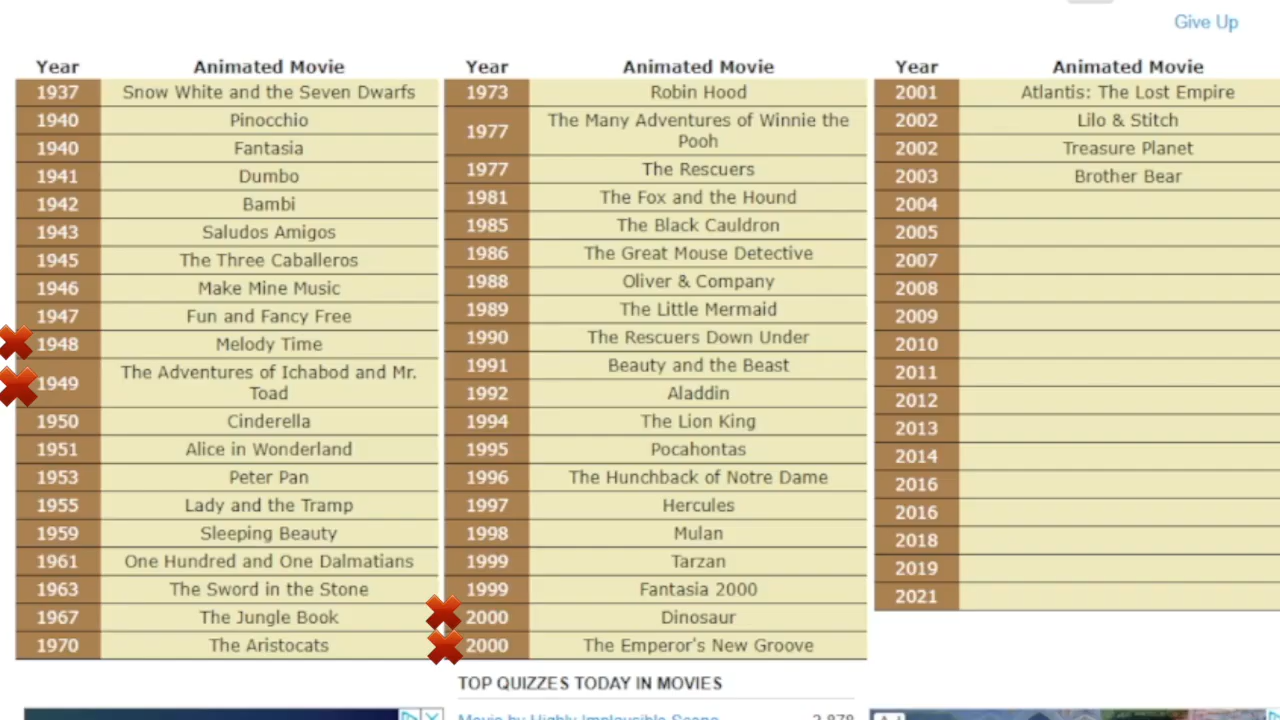 Give Up
Year Animated Movie
1937 Snow White and the Seven Dwarfs
1940 Pinocchio
1940 Fantasia
1941 Dumbo
1942 Bambi
1943 Saludos Amigos
1945 The Three Caballeros
1946 Make Mine Music
1947 Fun and Fancy Free
1948 Melody Time
1949 The Adventures of Ichabod and Mr.
Toad
1950 Cinderella
1951 Alice in Wonderland
1953 Peter Pan
1955 Lady and the Tramp
1959 Sleeping Beauty
1961 One Hundred and One Dalmatians
1963 The Sword in the Stone
1967 The Jungle Book
1970 The Aristocats
Year Animated Movie
1973 Robin Hood
1977 The Many Adventures of Winnie the
Pooh
1977 The Rescuers
1981 The Fox and the Hound
1985 The Black Cauldron
1986 The Great Mouse Detective
1988 Oliver & Company
1989 The Little Mermaid
1990 The Rescuers Down Under
1991 Beauty and the Beast
1992 Aladdin
1994 The Lion King
1995 Pocahontas
1996 The Hunchback of Notre Dame
1997 Hercules
1998 Mulan
1999 Tarzan
1999 Fantasia 2000
2000 Dinosaur
2000 The Emperor's New Groove
Year Animated Movie
2001 Atlantis: The Lost Empire
2002 Lilo & Stitch
2002 Treasure Planet
2003 Brother Bear
2004
2005
2007
2008
2009
2010
2011
2012
2013
2014
2016
2016
2018
2019
2021
TOP QUIZZES TODAY IN MOVIES
Movie by Highly Implausible Scene 2,878
Ad